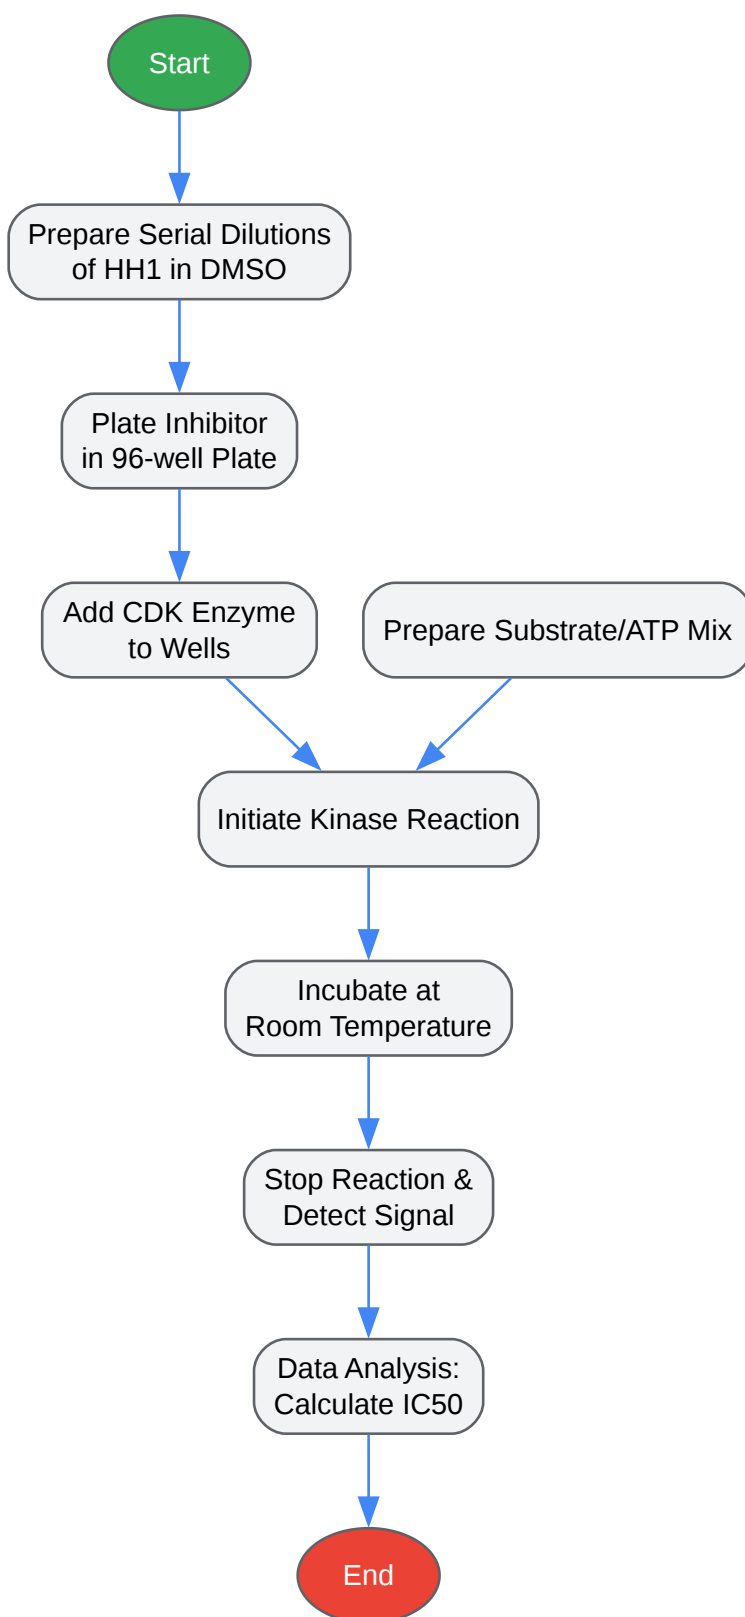 Start
Prepare Serial Dilutions
of HH1 in DMSO
Plate Inhibitor
in 96-well Plate
Add CDK Enzyme
to Wells
Prepare Substrate/ATP Mix
Initiate Kinase Reaction
Incubate at
Room Temperature
Stop Reaction &
Detect Signal
Data Analysis:
Calculate IC50
End